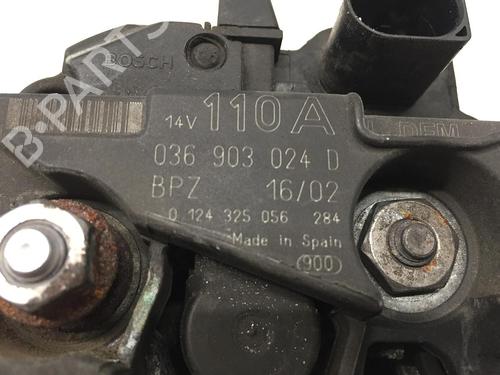 BOSCH
14V 110A
DFM
036 903 024 D
BPZ 16/02
0 124 325 056 284
Made in Spain
(900)
B-PARTS